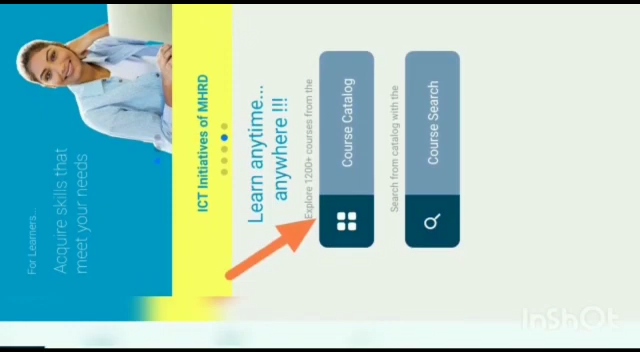 For Learners...
Acquire skills that
meet your needs
ICT Initiatives of MHRD
Learn anytime...
anywhere !!!
Explore 1200+ courses from the
Course Catalog
Search from catalog with the
Course Search
InShOt